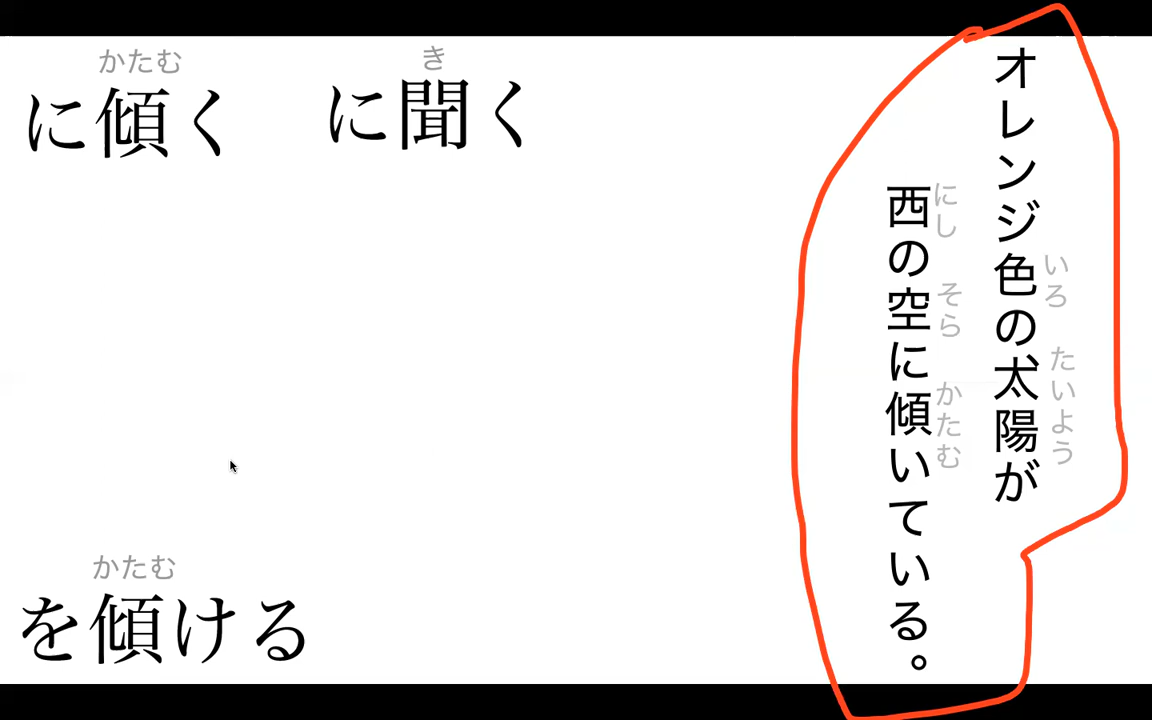 オレンジ色の太陽が
西の空に傾いている。
いろ たいよう
にし そら かたむ
かたむ
に傾く
き
に聞く
かたむ
を傾ける